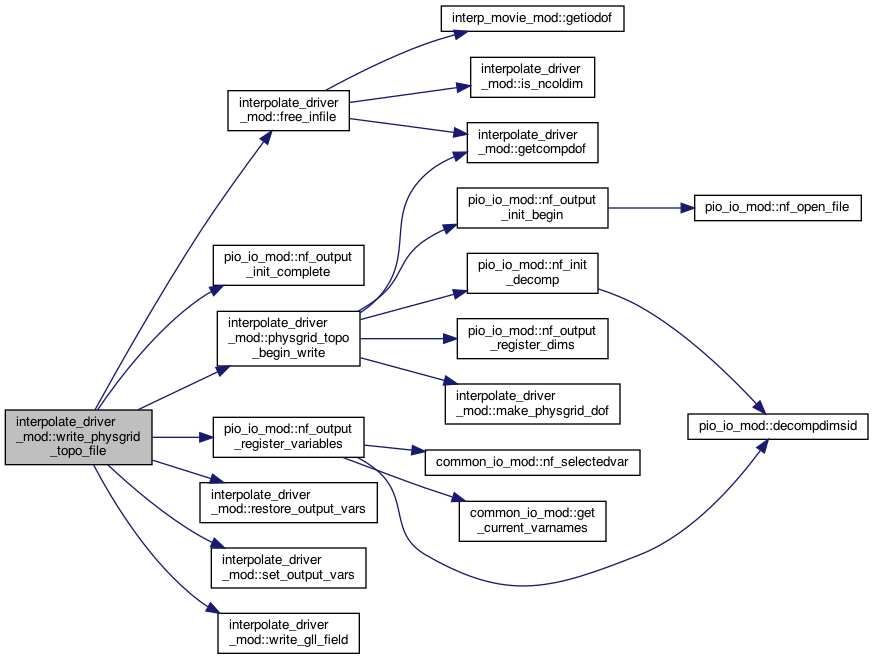 interp_movie_mod::getiodof
interpolate_driver
_mod::is_ncoldim
interpolate_driver
_mod::free_infile
interpolate_driver
_mod::getcompdof
pio_io_mod::nf_output
_init_begin
pio_io_mod::nf_open_file
pio_io_mod::nf_output
_init_complete
pio_io_mod::nf_init
_decomp
interpolate_driver
_mod::physgrid_topo
_begin_write
pio_io_mod::nf_output
_register_dims
interpolate_driver
_mod::make_physgrid_dof
interpolate_driver
_mod::write_physgrid
_topo_file
pio_io_mod::nf_output
_register_variables
pio_io_mod::decompdimsid
common_io_mod::nf_selectedvar
interpolate_driver
_mod::restore_output_vars
common_io_mod::get
_current_varnames
interpolate_driver
_mod::set_output_vars
interpolate_driver
_mod::write_gll_field